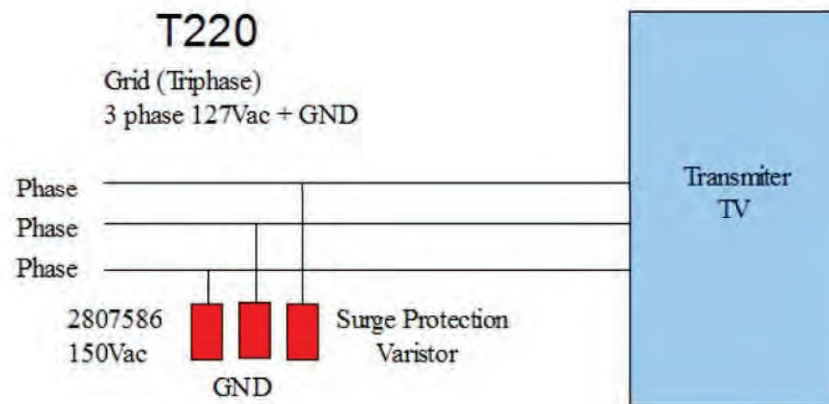 T220
Grid (Triphase)
3 phase 127Vac + GND
Phase
Phase
Phase
Transmiter
TV
2807586
150Vac
Surge Protection
Varistor
GND